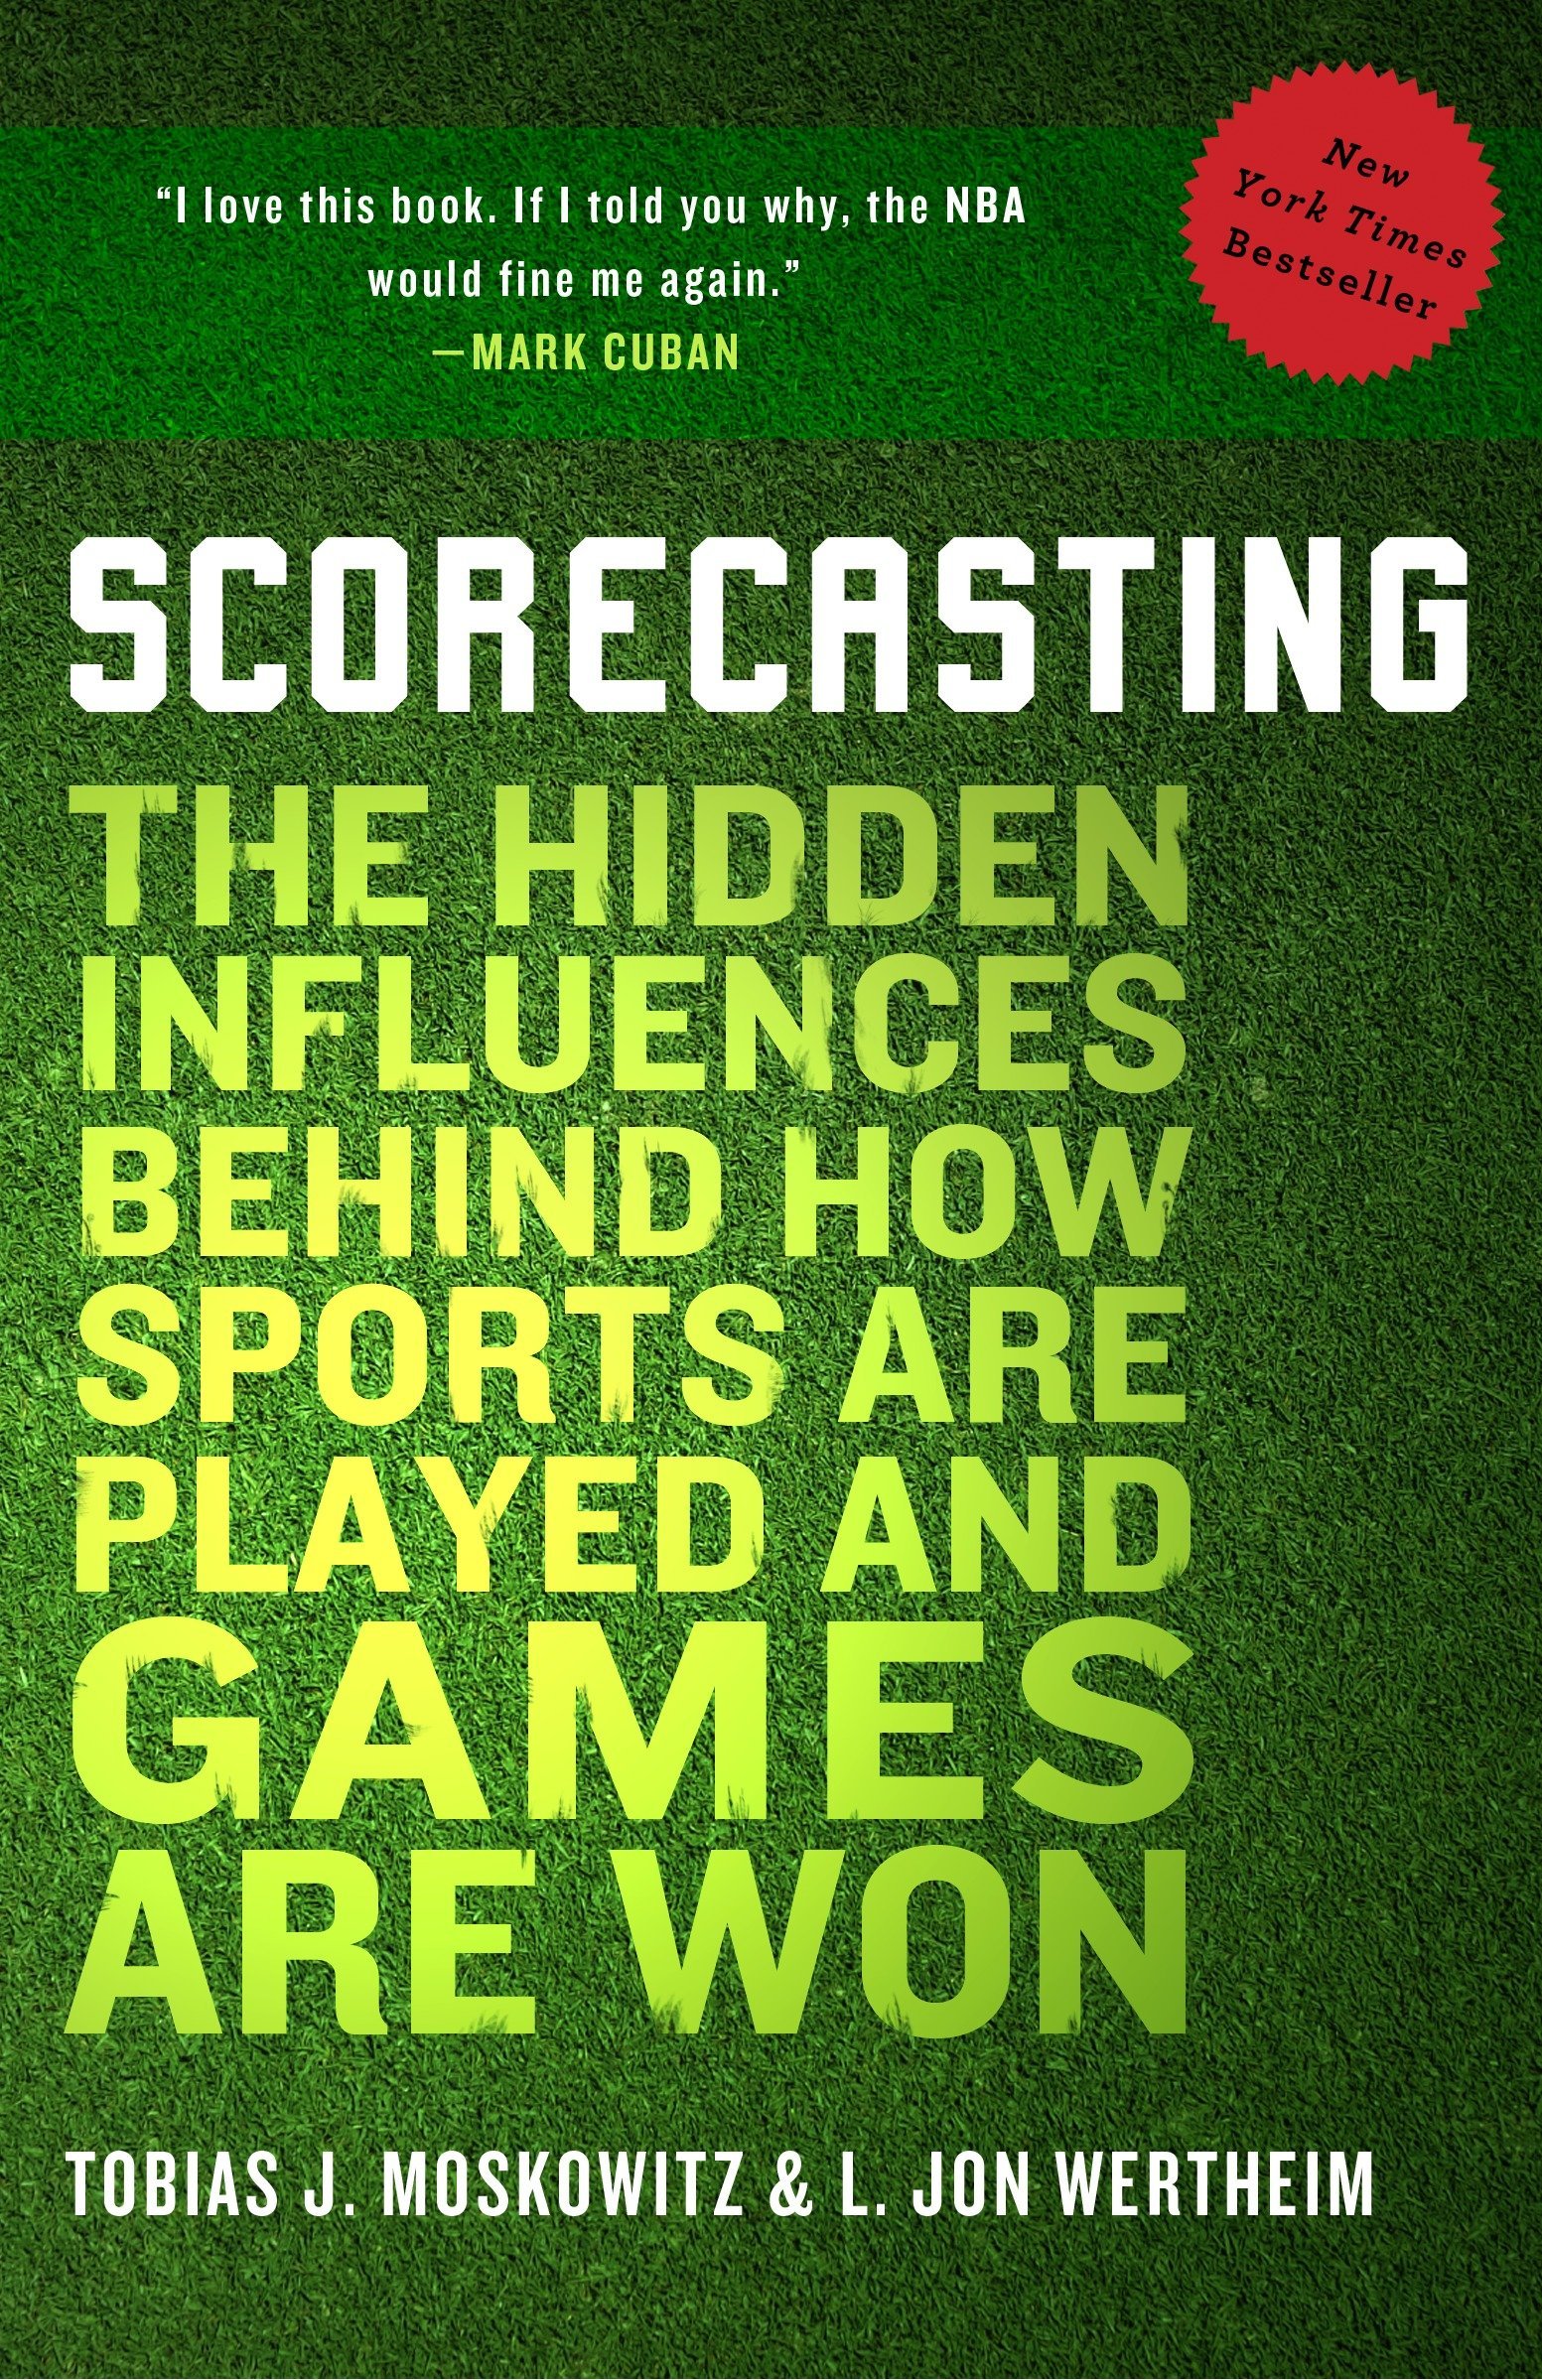 “I love this book. If I told you why, the NBA
would fine me again.”
—MARK CUBAN
New
York Times
Bestseller
SCORECASTING
THE HIDDEN
INFLUENCES
BEHIND HOW
SPORTS ARE
PLAYED AND
GAMES
ARE WON
TOBIAS J. MOSKOWITZ & L. JON WERTHEIM